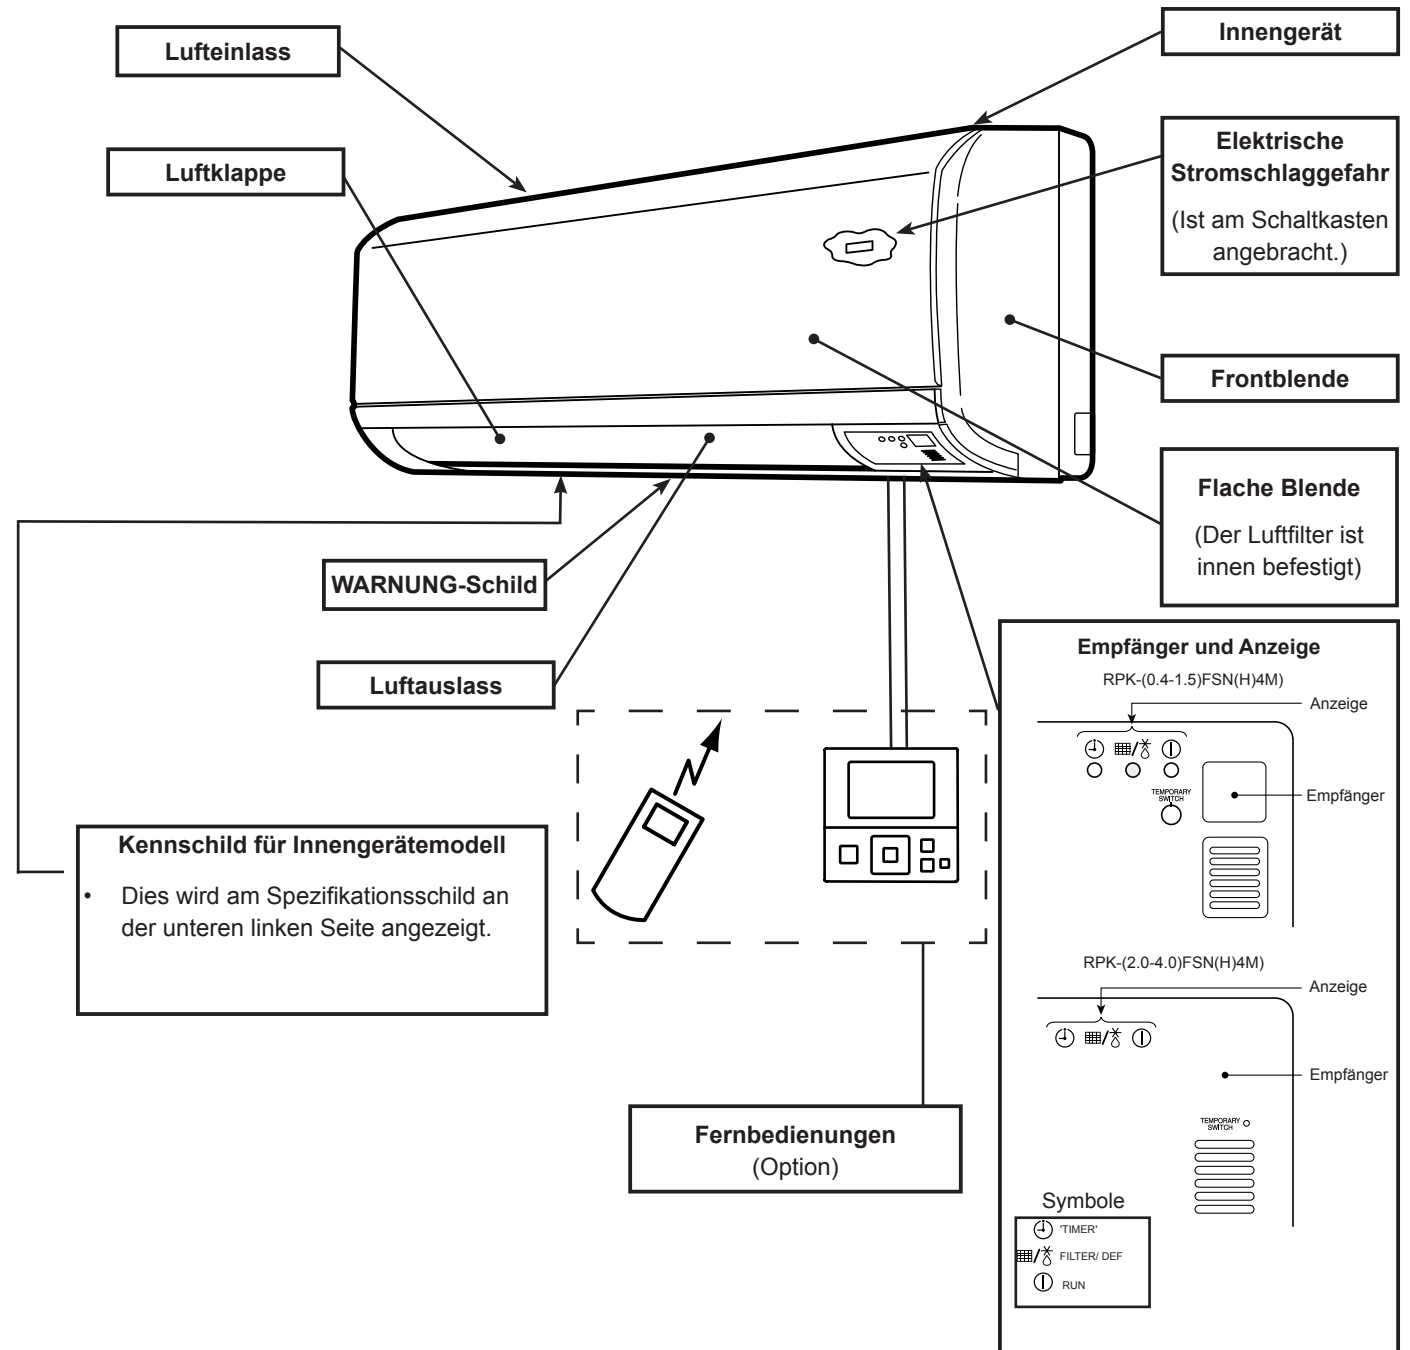 Lufteinlass
Innengerät
Luftklappe
Elektrische
Stromschlaggefahr
(Ist am Schaltkasten
angebracht.)
Frontblende
Flache Blende
(Der Luftfilter ist
innen befestigt)
WARNUNG-Schild
Luftauslass
Kennschild für Innengerätemodell
• Dies wird am Spezifikationsschild an
der unteren linken Seite angezeigt.
Fernbedienungen
(Option)
Empfänger und Anzeige
RPK-(0.4-1.5)FSN(H)4M)
Anzeige
TEMPORARY
SWITCH
Empfänger
RPK-(2.0-4.0)FSN(H)4M)
Anzeige
Empfänger
TEMPORARY
SWITCH
Symbole
'TIMER'
FILTER/ DEF
RUN